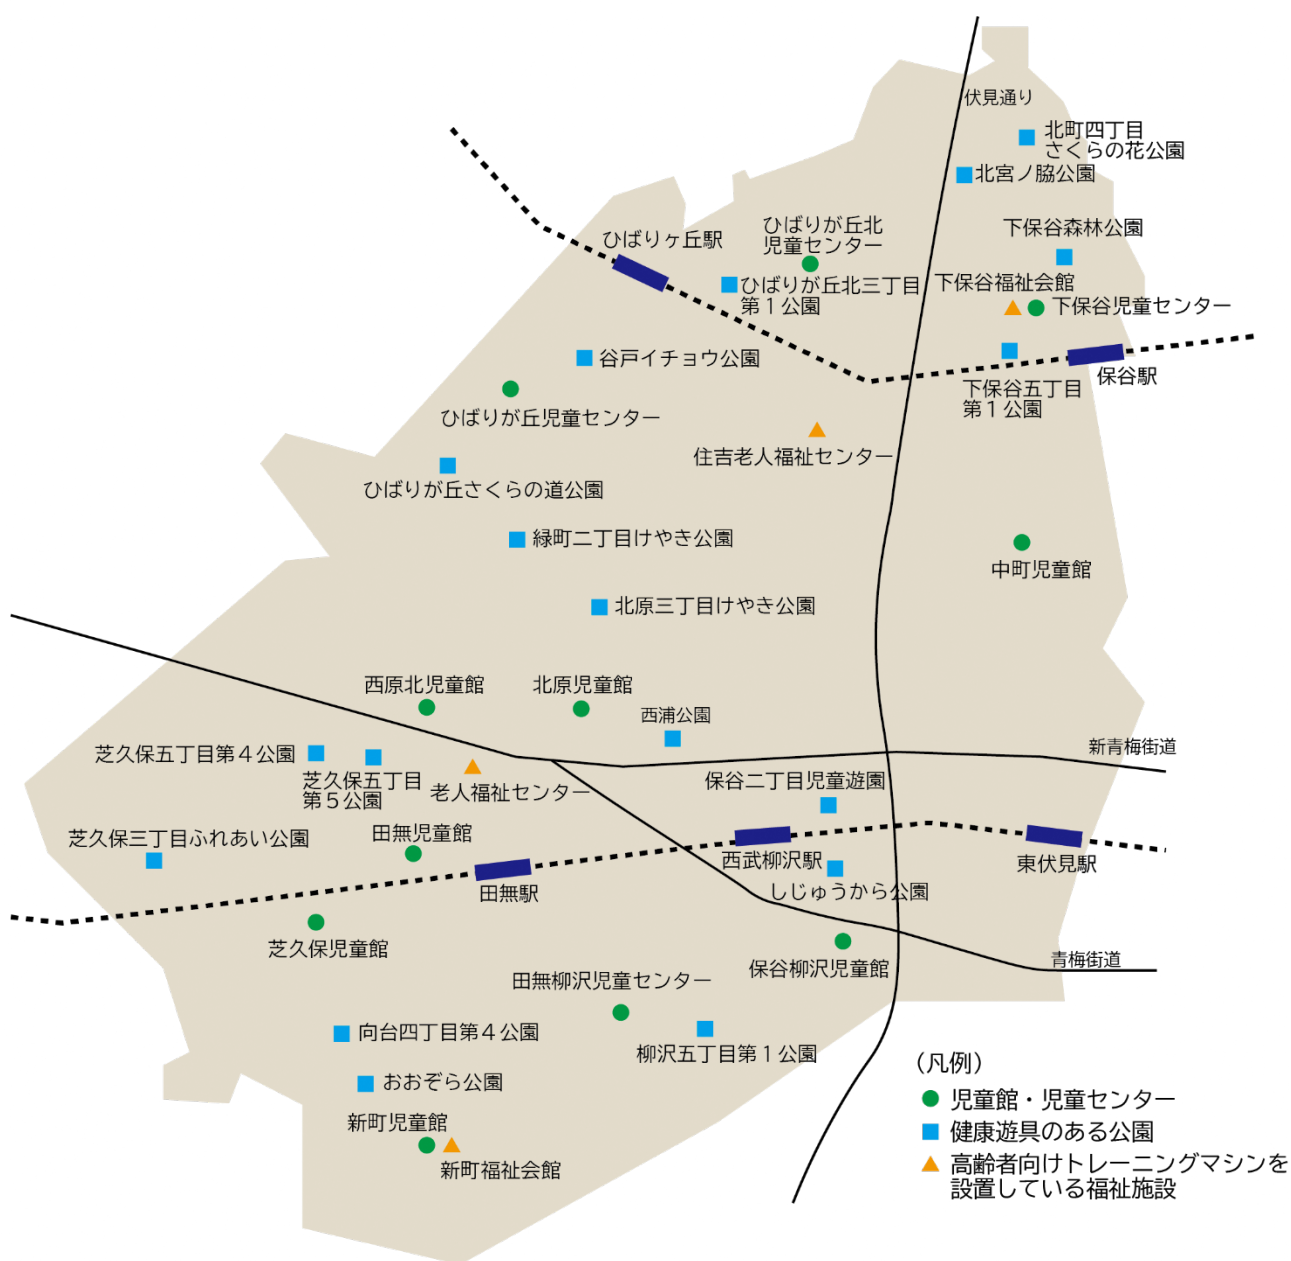 伏見通り
北町四丁目
さくらの花公園
北宮ノ脇公園
ひばりが丘北
児童センター
下保谷森林公園
ひばりヶ丘駅
ひばりが丘北三丁目
第1公園
下保谷福祉会館
下保谷児童センター
谷戸イチョウ公園
保谷駅
下保谷五丁目
第1公園
ひばりが丘児童センター
住吉老人福祉センター
ひばりが丘さくらの道公園
緑町二丁目けやき公園
中町児童館
北原三丁目けやき公園
西原北児童館
北原児童館
西浦公園
新青梅街道
芝久保五丁目第4公園
芝久保五丁目
第5公園
老人福祉センター
保谷二丁目児童遊園
芝久保三丁目ふれあい公園
田無児童館
西武柳沢駅
東伏見駅
田無駅
しじゅうから公園
芝久保児童館
青梅街道
保谷柳沢児童館
田無柳沢児童センター
向台四丁目第4公園
柳沢五丁目第1公園
おおぞら公園
新町児童館
新町福祉会館
（凡例）
児童館・児童センター
健康遊具のある公園
高齢者向けトレーニングマシンを
設置している福祉施設